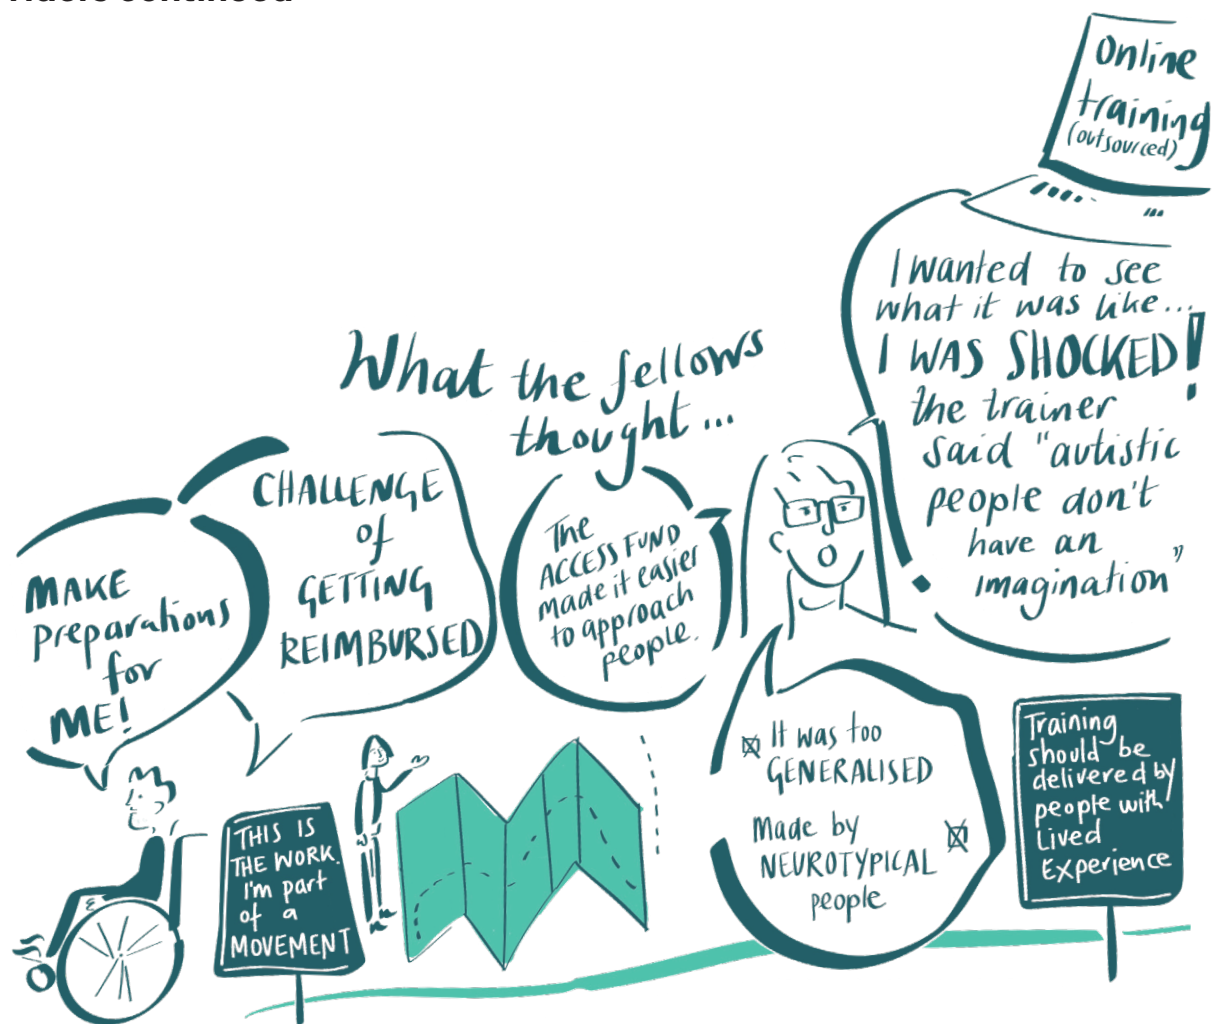 continued
Online
training
(outsourced)
I wanted to see
what it was like...
I WAS SHOCKED!
the trainer
said "autistic
people don't
have an
imagination"
What the fellows
thought...
MAKE
preparations
for
ME!
CHALLENGE
of
GETTING
REIMBURSED
The
ACCESS FUND
made it easier
to approach
people.
It was too
GENERALISED
Made by
NEUROTYPICAL
people
THIS IS
THE WORK.
I'm part
of a
MOVEMENT
Training
should be
delivered by
people with
Lived
Experience